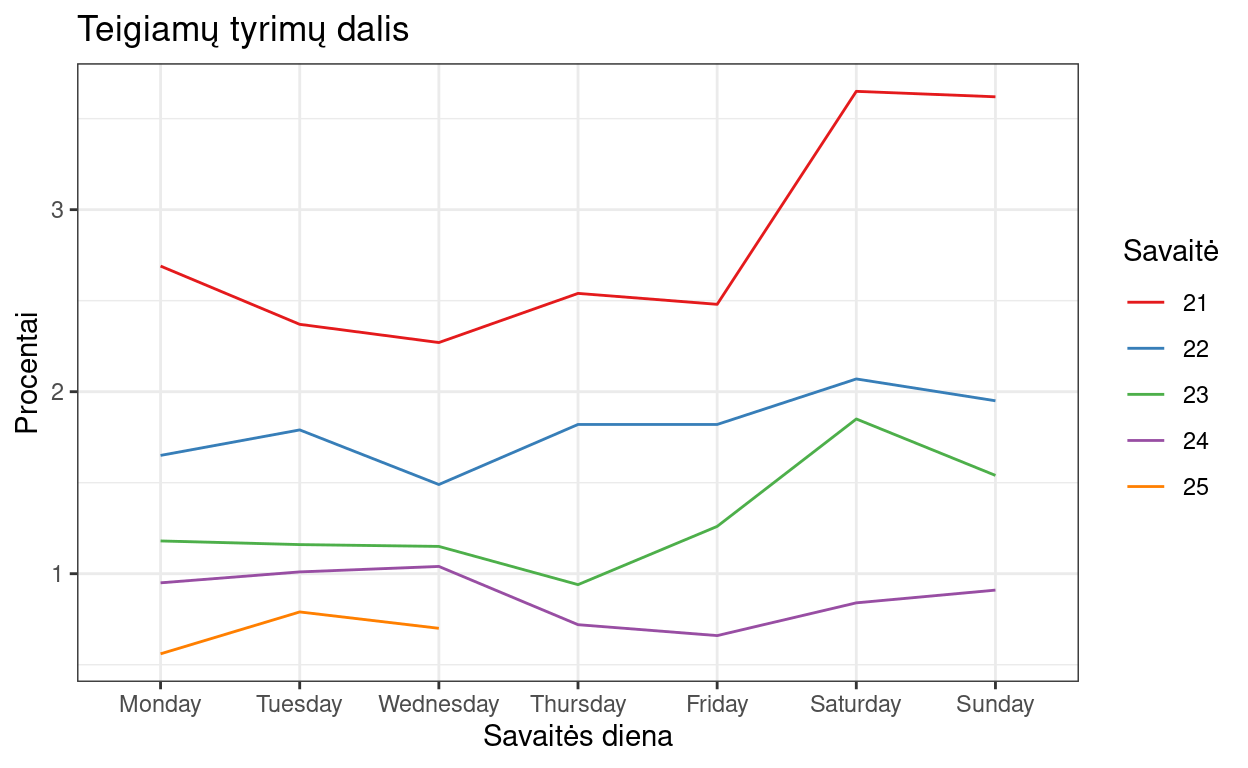 Teigiamų tyrimų dalis
Procentai
3
2
1
Monday Tuesday Wednesday Thursday Friday Saturday Sunday
Savaitės diena
Savaitė
21
22
23
24
25